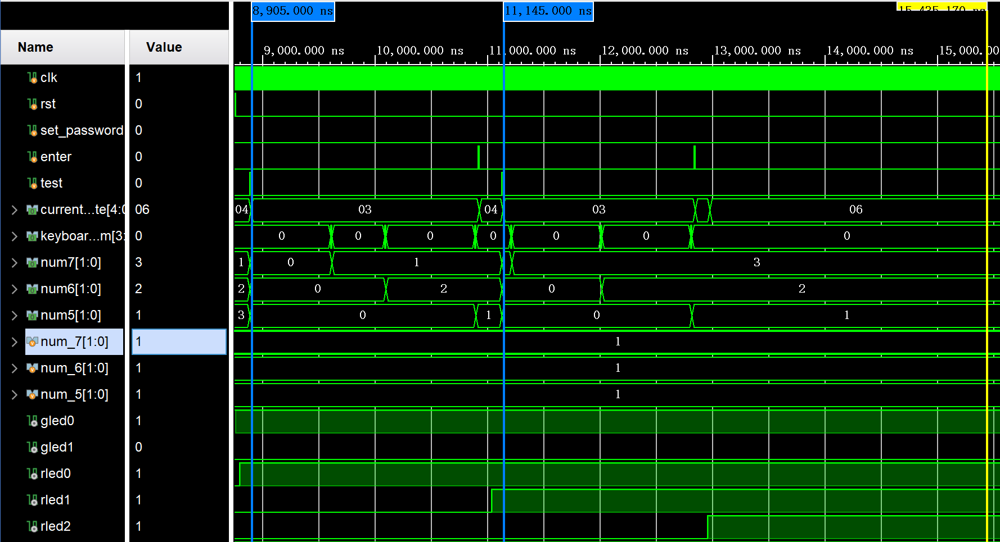 8,905.000 ns 11,145.000 ns 15,435.170 ns
Name Value 9,000.000 ns 10,000.000 ns 11,000.000 ns 12,000.000 ns 13,000.000 ns 14,000.000 ns 15,000.00
clk 1
rst 0
set_password 0
enter 0
test 0
current...te[4:0 06 04 03 04 03 06
keyboar...m[3: 0 0 0 0 0 0 0 0
num7[1:0] 3 1 0 1 3
num6[1:0] 2 2 0 2 0 2
num5[1:0] 1 3 0 1 0 1
num_7[1:0] 1 1
num_6[1:0] 1 1
num_5[1:0] 1 1
gled0 1
gled1 0
rled0 1
rled1 1
rled2 1